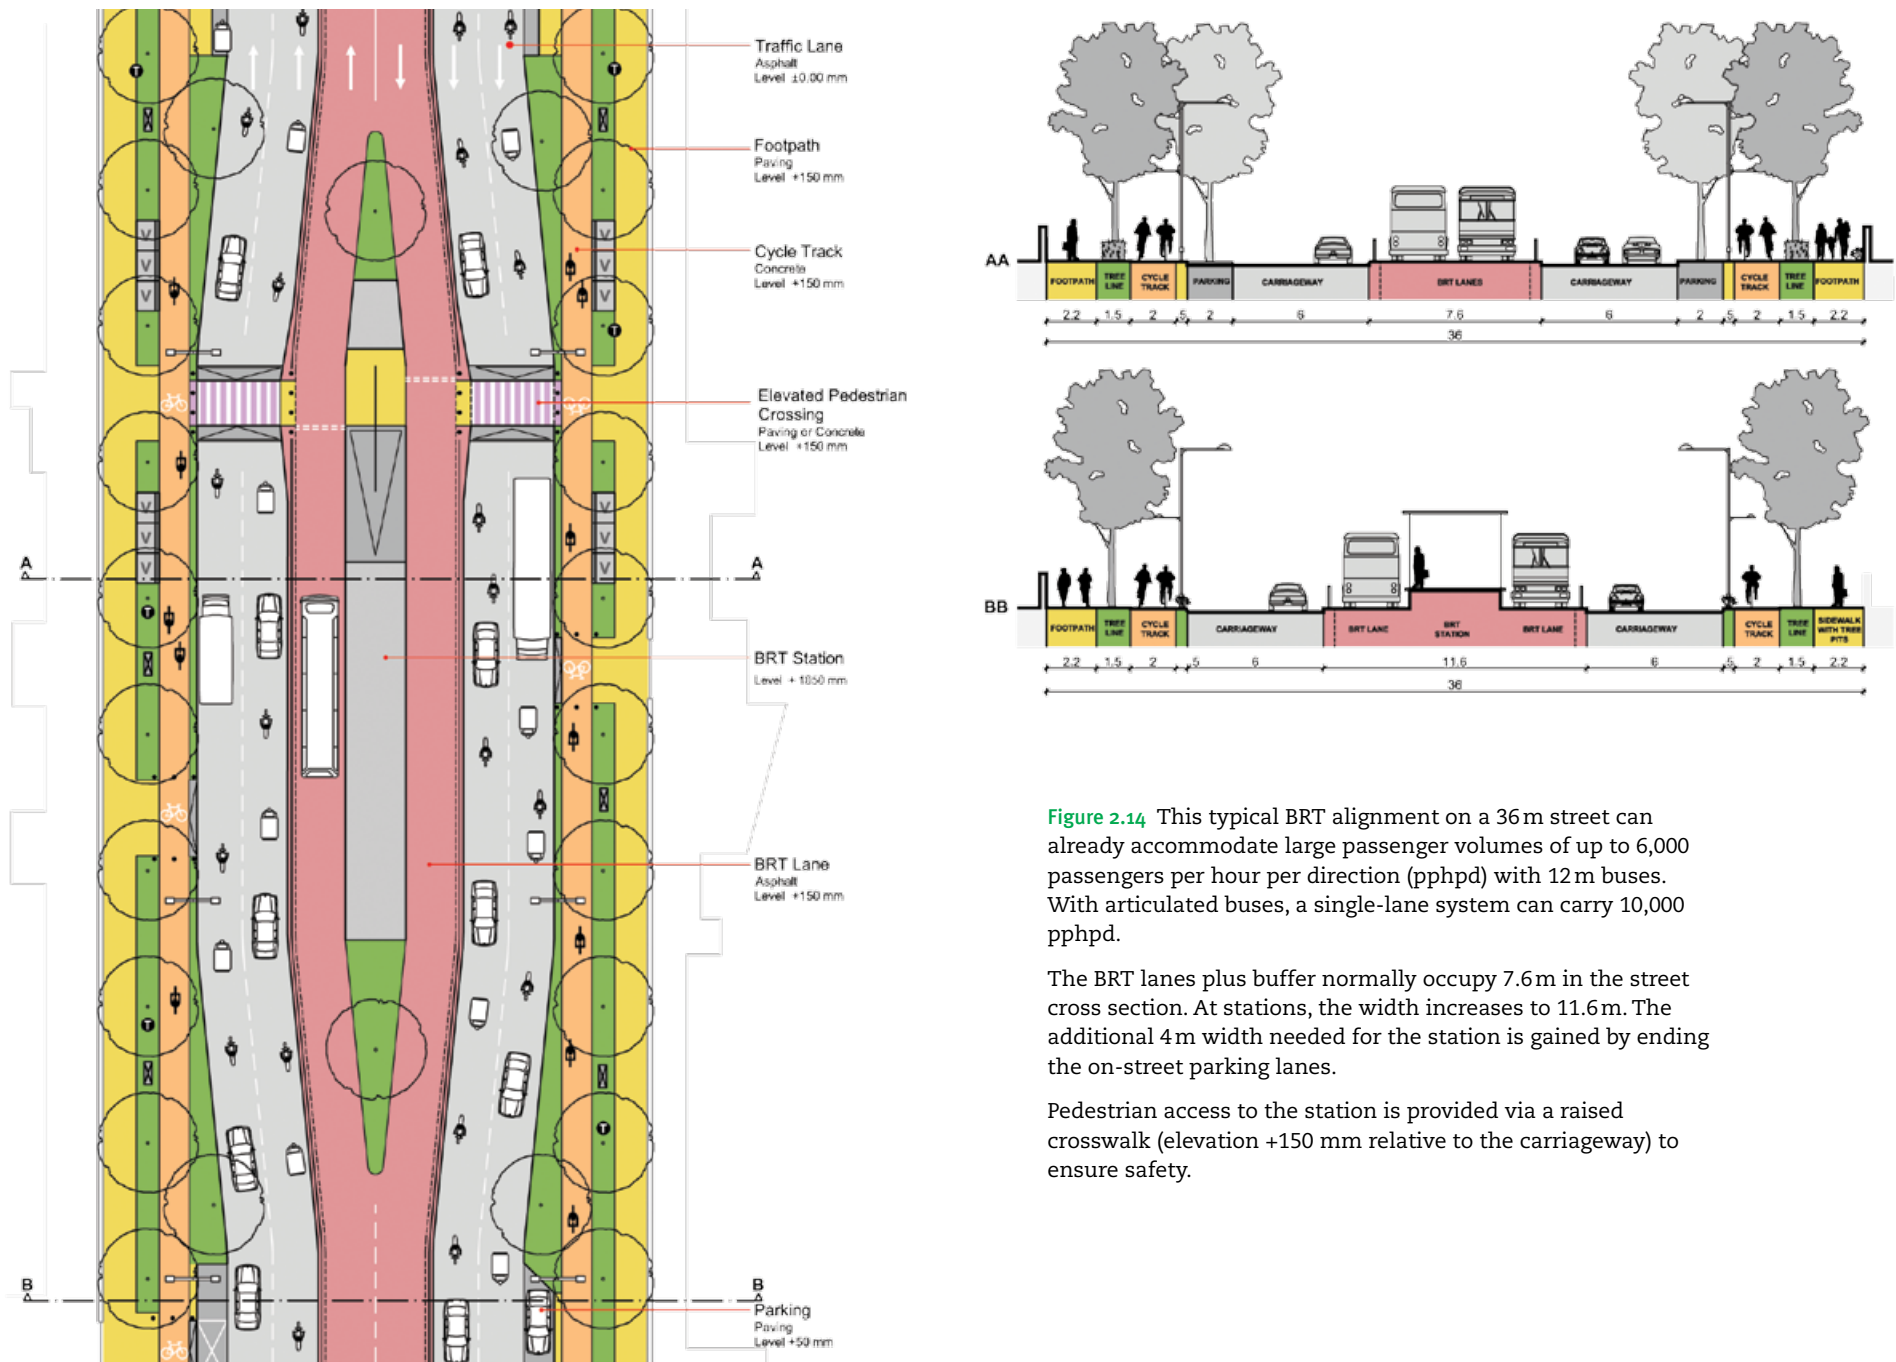 Traffic Lane
Asphalt
Level ±0.00 mm
Footpath
Paving
Level +150 mm
Cycle Track
Concrete
Level +150 mm
Elevated Pedestrian
Crossing
Paving or Concrete
Level +150 mm
A A
BRT Station
Level + 1050 mm
BRT Lane
Asphalt
Level +150 mm
B B
Parking
Paving
Level +50 mm
T
T
V V
V V
V V
T
V V
V V
V V
T
T
T
AA
FOOTPATH TREE LINE CYCLE TRACK PARKING CARRIAGEWAY BRT LANES CARRIAGEWAY PARKING CYCLE TRACK TREE LINE FOOTPATH
2.2 1.5 2 .5 2 6 7.6 6 2 .5 2 1.5 2.2
36
BB
FOOTPATH TREE LINE CYCLE TRACK CARRIAGEWAY BRT LANE BRT STATION BRT LANE CARRIAGEWAY CYCLE TRACK TREE LINE SIDEWALK WITH TREE PITS
2.2 1.5 2 .5 6 11.6 6 .5 2 1.5 2.2
36
Figure 2.14 This typical BRT alignment on a 36 m street can
already accommodate large passenger volumes of up to 6,000
passengers per hour per direction (pphpd) with 12 m buses.
With articulated buses, a single-lane system can carry 10,000
pphpd.
The BRT lanes plus buffer normally occupy 7.6 m in the street
cross section. At stations, the width increases to 11.6 m. The
additional 4 m width needed for the station is gained by ending
the on-street parking lanes.
Pedestrian access to the station is provided via a raised
crosswalk (elevation +150 mm relative to the carriageway) to
ensure safety.